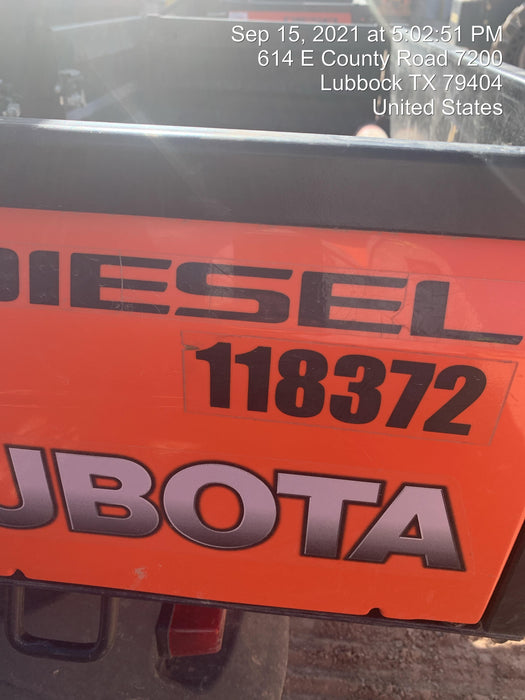 Sep 15, 2021 at 5:02:51 PM
614 E County Road 7200
Lubbock TX 79404
United States
DIESEL
118372
UBOTA